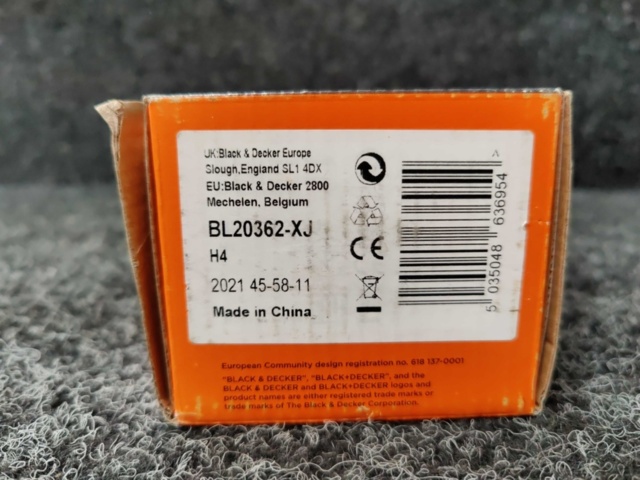 UK:Black & Decker Europe
Slough,England SL1 4DX
EU:Black & Decker 2800
Mechelen, Belgium
BL20362-XJ
H4
2021 45-58-11
Made in China
CE
5 035048 636954
European Community design registration no. 618 137-0001
"BLACK & DECKER", "BLACK+DECKER", and the
BLACK & DECKER and BLACK+DECKER logos and
product names are either registered trade marks or
trade marks of The Black & Decker Corporation.